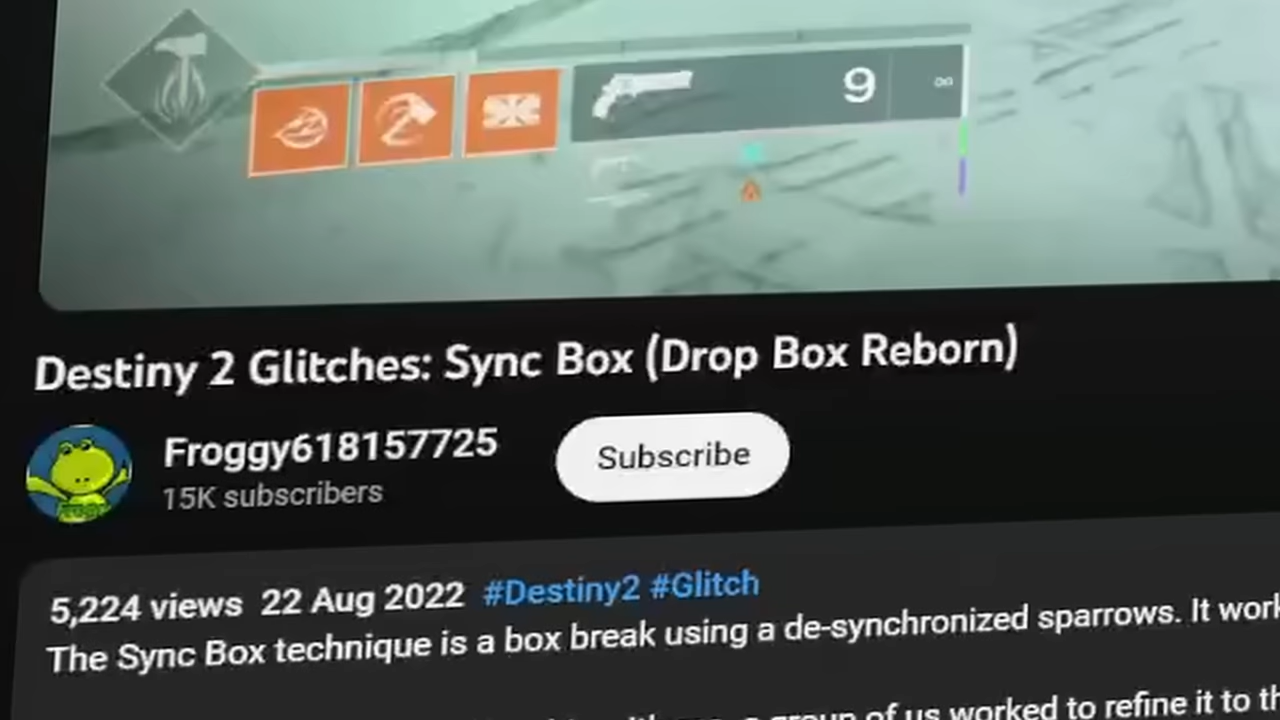 9 ∞
Destiny 2 Glitches: Sync Box (Drop Box Reborn)
Froggy618157725
Subscribe
15K subscribers
5,224 views 22 Aug 2022 #Destiny2 #Glitch
The Sync Box technique is a box break using a de-synchronized sparrows. It work
a group of us worked to refine it to th